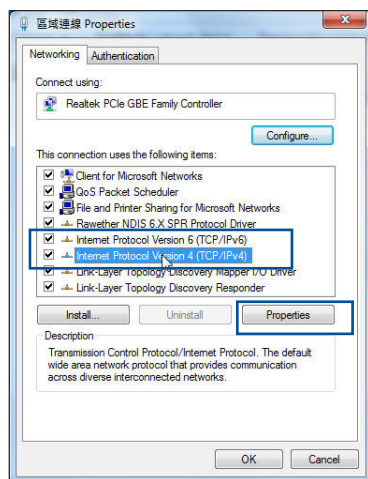 區域連線 Properties
Networking Authentication
Connect using:
Realtek PCIe GBE Family Controller
Configure...
This connection uses the following items:
Client for Microsoft Networks
QoS Packet Scheduler
File and Printer Sharing for Microsoft Networks
Rawether NDIS 6.X SPR Protocol Driver
Internet Protocol Version 6 (TCP/IPv6)
Internet Protocol Version 4 (TCP/IPv4)
Link-Layer Topology Discovery Mapper I/O Driver
Link-Layer Topology Discovery Responder
Install... Uninstall Properties
Description
Transmission Control Protocol/Internet Protocol. The default
wide area network protocol that provides communication
across diverse interconnected networks.
OK Cancel